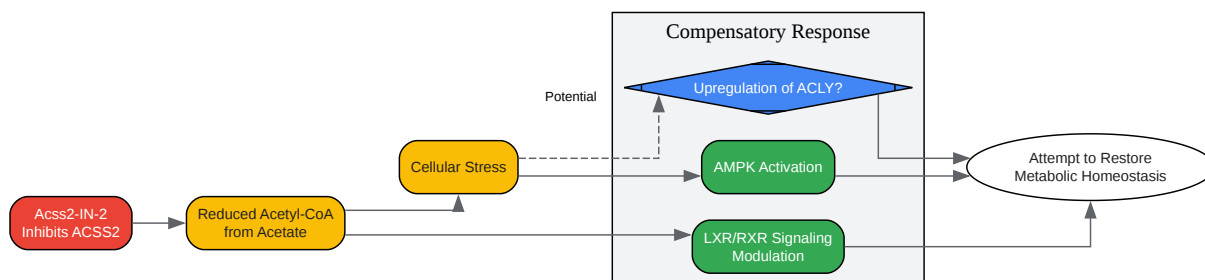 Compensatory Response
Upregulation of ACLY?
Potential
Cellular Stress
AMPK Activation
Attempt to Restore
Metabolic Homeostasis
Acss2-IN-2
Inhibits ACSS2
Reduced Acetyl-CoA
from Acetate
LXR/RXR Signaling
Modulation